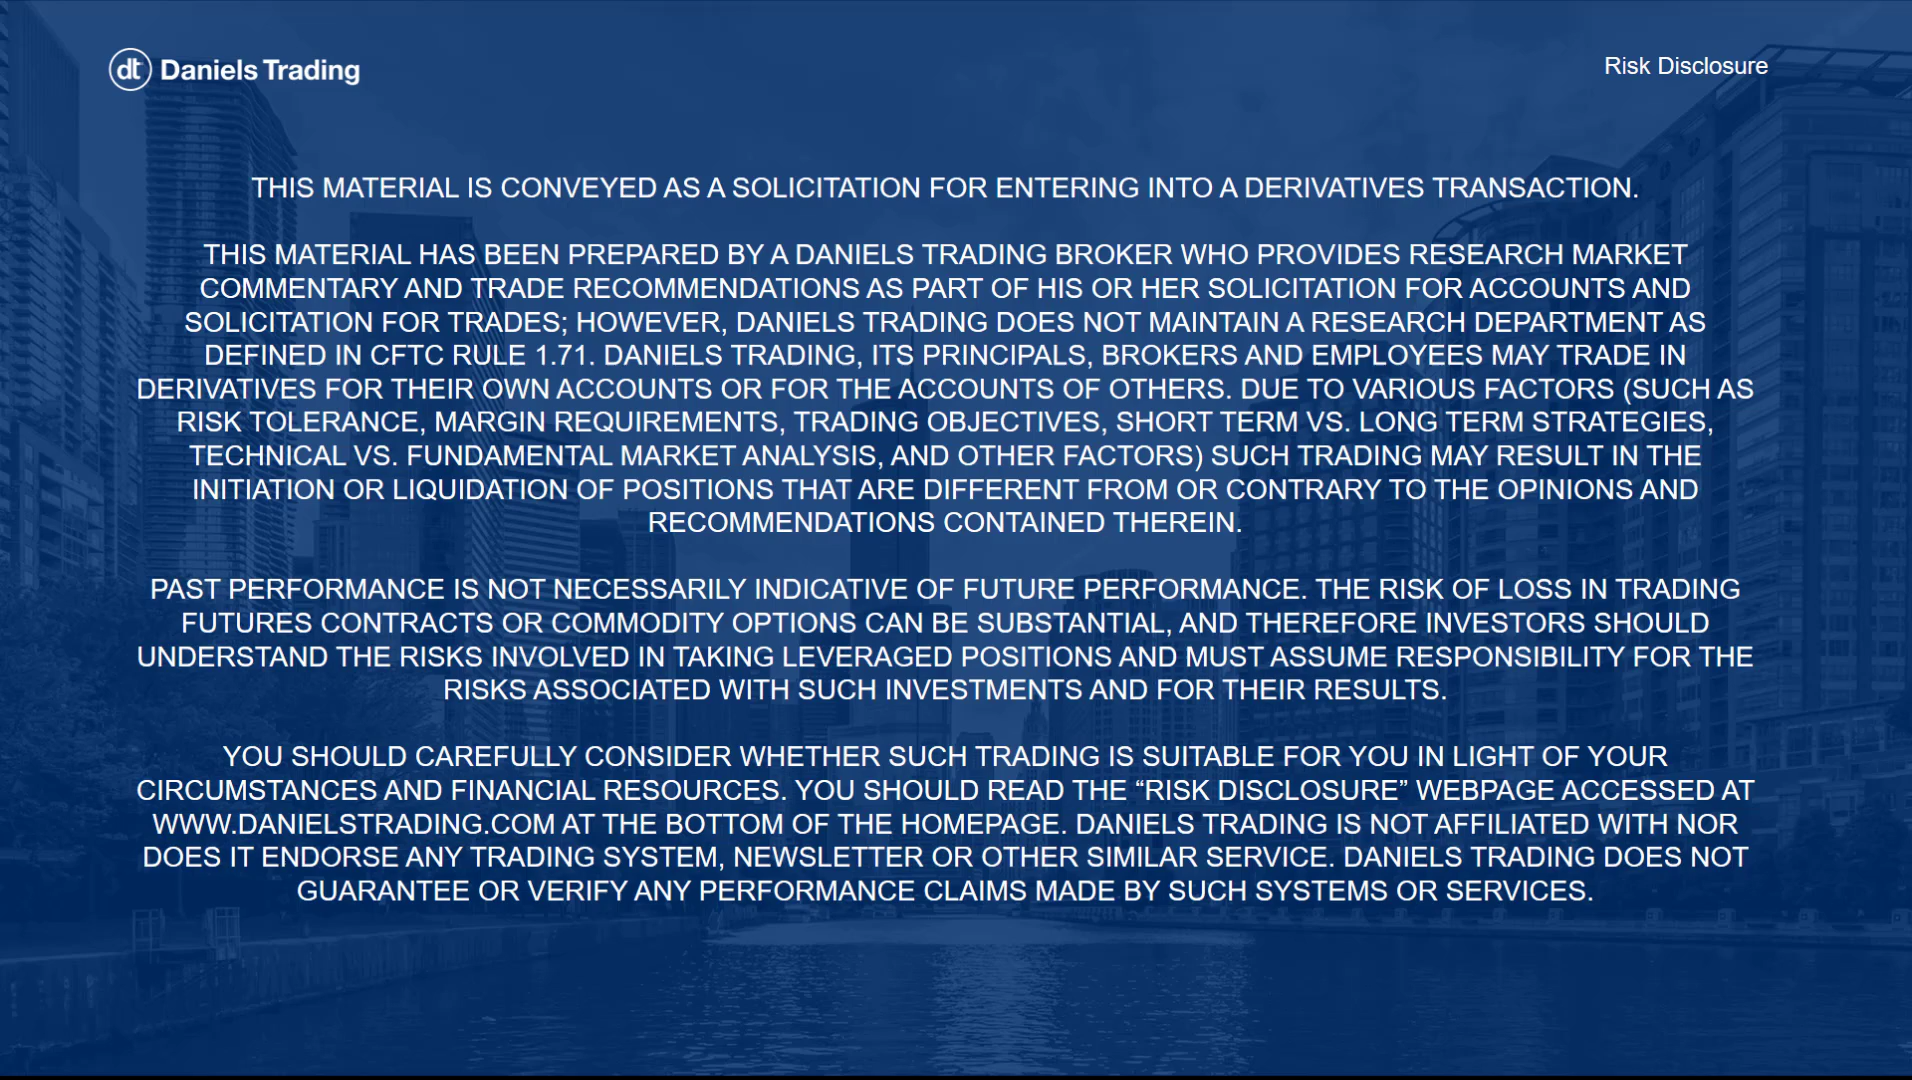 dt Daniels Trading
Risk Disclosure
THIS MATERIAL IS CONVEYED AS A SOLICITATION FOR ENTERING INTO A DERIVATIVES TRANSACTION.
THIS MATERIAL HAS BEEN PREPARED BY A DANIELS TRADING BROKER WHO PROVIDES RESEARCH MARKET
COMMENTARY AND TRADE RECOMMENDATIONS AS PART OF HIS OR HER SOLICITATION FOR ACCOUNTS AND
SOLICITATION FOR TRADES; HOWEVER, DANIELS TRADING DOES NOT MAINTAIN A RESEARCH DEPARTMENT AS
DEFINED IN CFTC RULE 1.71. DANIELS TRADING, ITS PRINCIPALS, BROKERS AND EMPLOYEES MAY TRADE IN
DERIVATIVES FOR THEIR OWN ACCOUNTS OR FOR THE ACCOUNTS OF OTHERS. DUE TO VARIOUS FACTORS (SUCH AS
RISK TOLERANCE, MARGIN REQUIREMENTS, TRADING OBJECTIVES, SHORT TERM VS. LONG TERM STRATEGIES,
TECHNICAL VS. FUNDAMENTAL MARKET ANALYSIS, AND OTHER FACTORS) SUCH TRADING MAY RESULT IN THE
INITIATION OR LIQUIDATION OF POSITIONS THAT ARE DIFFERENT FROM OR CONTRARY TO THE OPINIONS AND
RECOMMENDATIONS CONTAINED THEREIN.
PAST PERFORMANCE IS NOT NECESSARILY INDICATIVE OF FUTURE PERFORMANCE. THE RISK OF LOSS IN TRADING
FUTURES CONTRACTS OR COMMODITY OPTIONS CAN BE SUBSTANTIAL, AND THEREFORE INVESTORS SHOULD
UNDERSTAND THE RISKS INVOLVED IN TAKING LEVERAGED POSITIONS AND MUST ASSUME RESPONSIBILITY FOR THE
RISKS ASSOCIATED WITH SUCH INVESTMENTS AND FOR THEIR RESULTS.
YOU SHOULD CAREFULLY CONSIDER WHETHER SUCH TRADING IS SUITABLE FOR YOU IN LIGHT OF YOUR
CIRCUMSTANCES AND FINANCIAL RESOURCES. YOU SHOULD READ THE “RISK DISCLOSURE” WEBPAGE ACCESSED AT
WWW.DANIELSTRADING.COM AT THE BOTTOM OF THE HOMEPAGE. DANIELS TRADING IS NOT AFFILIATED WITH NOR
DOES IT ENDORSE ANY TRADING SYSTEM, NEWSLETTER OR OTHER SIMILAR SERVICE. DANIELS TRADING DOES NOT
GUARANTEE OR VERIFY ANY PERFORMANCE CLAIMS MADE BY SUCH SYSTEMS OR SERVICES.